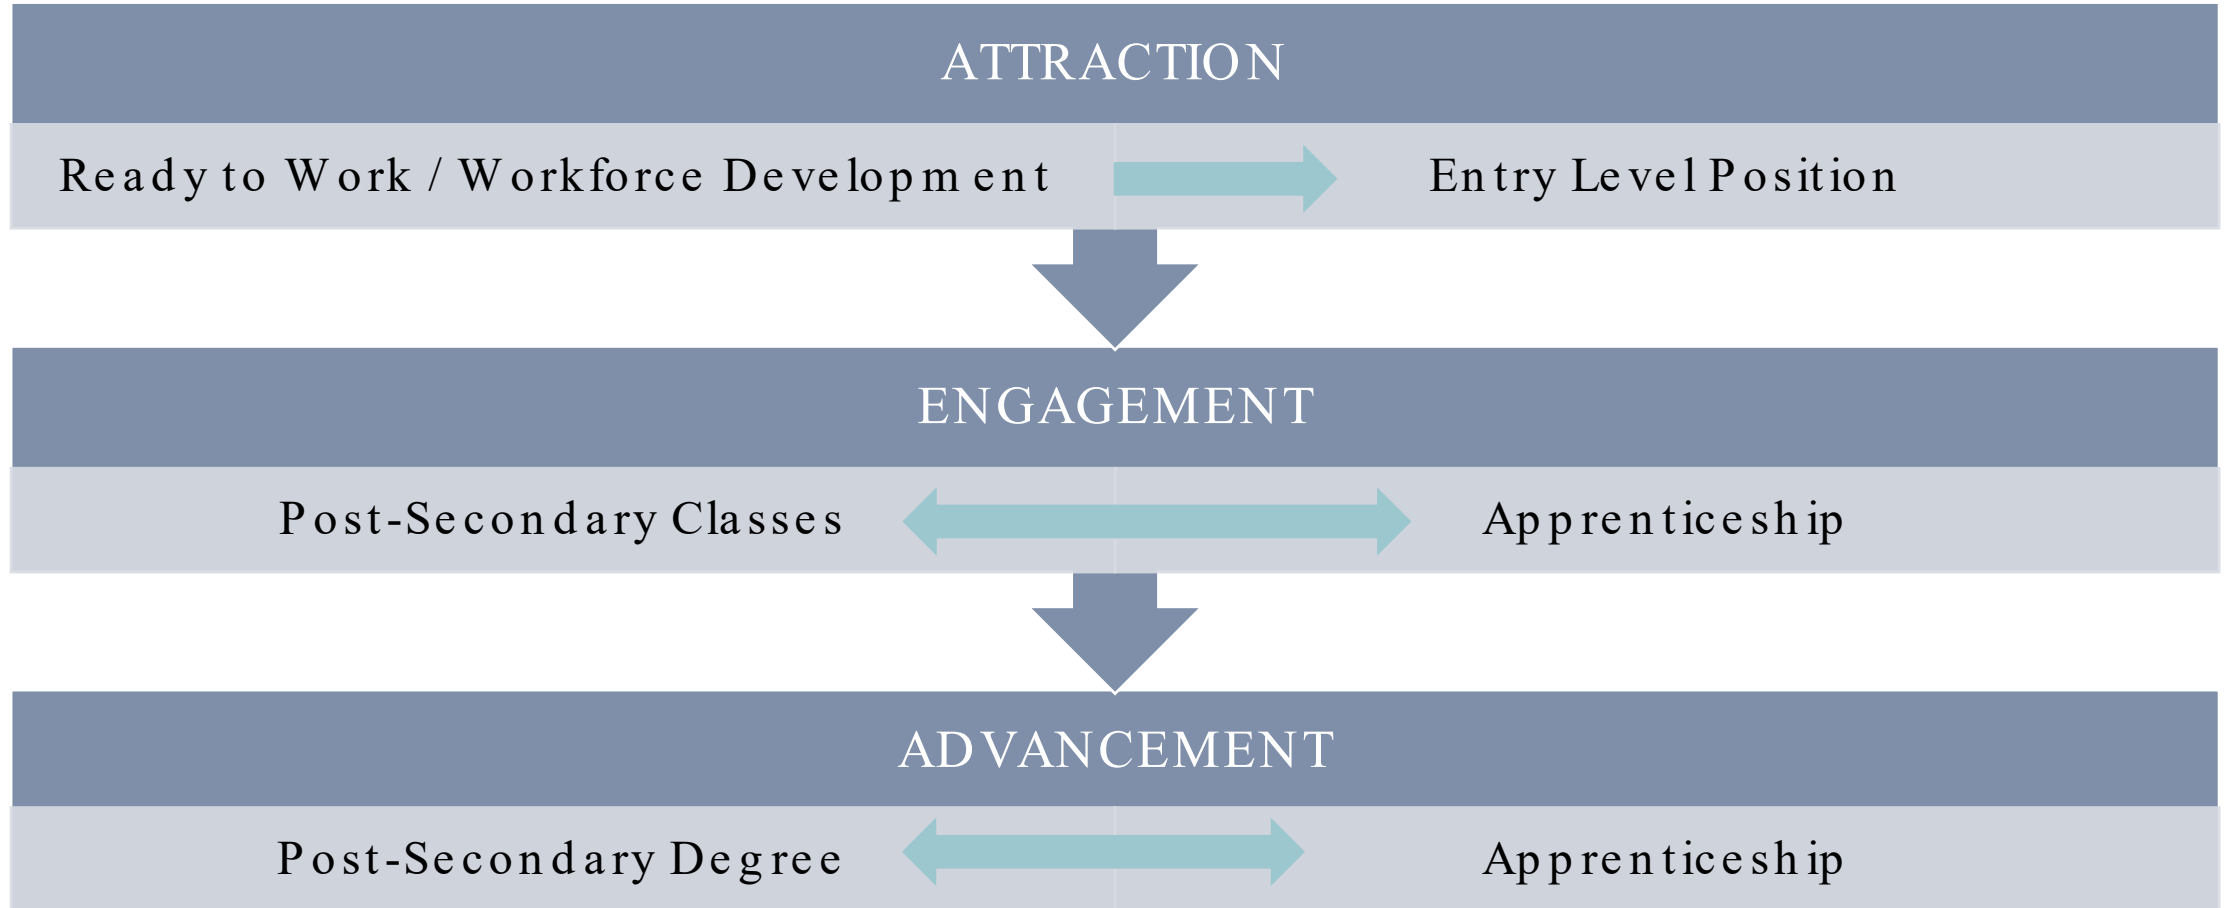 ATTRACTION
Ready to Work / Workforce Development
Entry Level Position
ENGAGEMENT
Post-Secondary Classes
Apprenticeship
ADVANCEMENT
Post-Secondary Degree
Apprenticeship